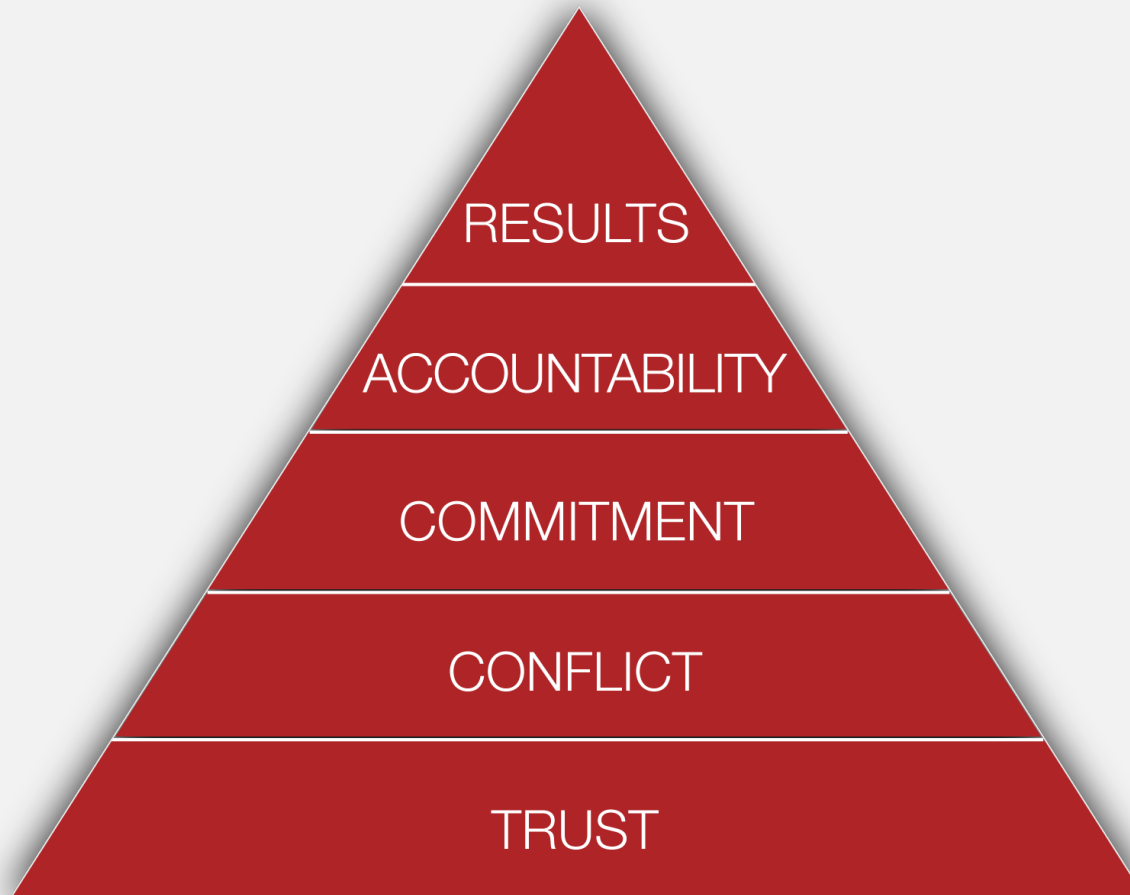 RESULTS
ACCOUNTABILITY
COMMITMENT
CONFLICT
TRUST